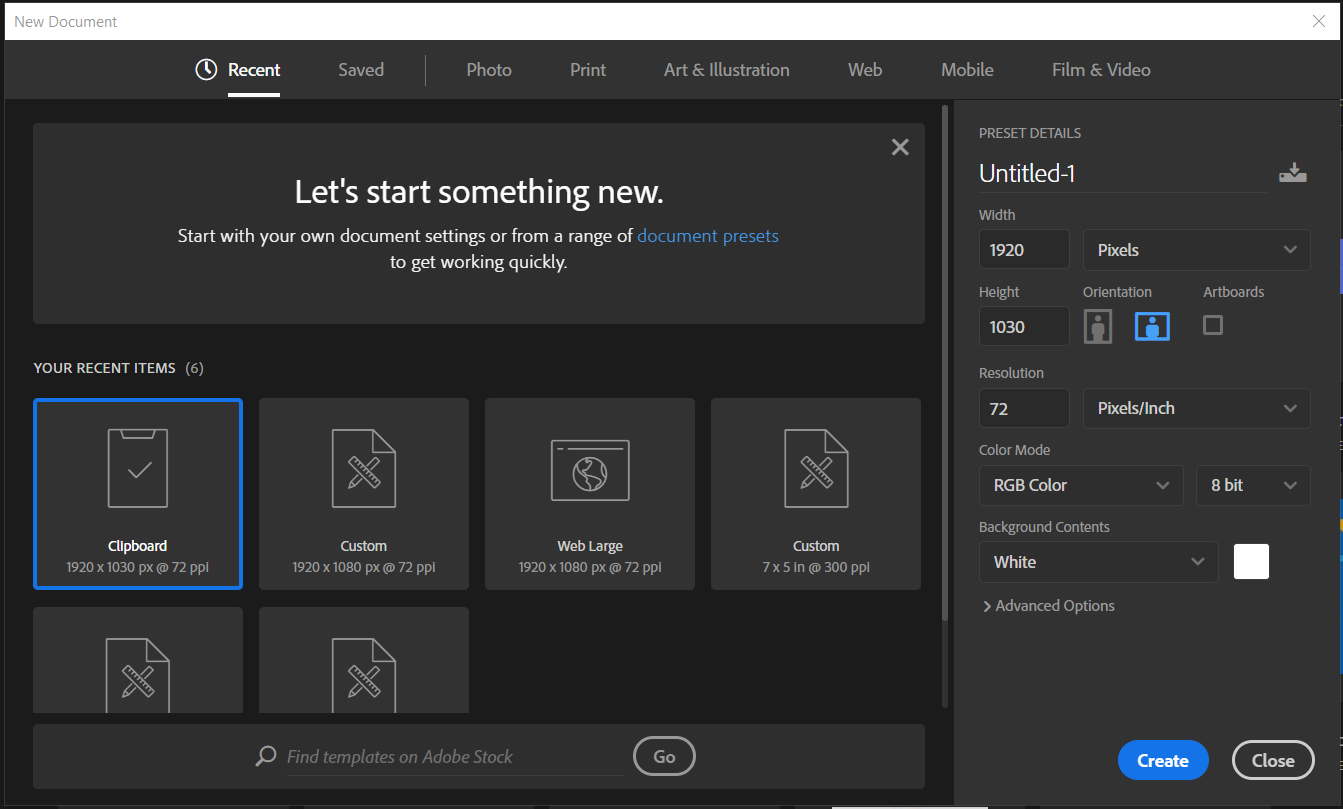 New Document
Recent Saved Photo Print Art & Illustration Web Mobile Film & Video
Let's start something new.
Start with your own document settings or from a range of document presets
to get working quickly.
YOUR RECENT ITEMS (6)
Clipboard
1920 x 1030 px @ 72 ppi
Custom
1920 x 1080 px @ 72 ppi
Web Large
1920 x 1080 px @ 72 ppi
Custom
7 x 5 in @ 300 ppi
Find templates on Adobe Stock
Go
PRESET DETAILS
Untitled-1
Width
1920 Pixels
Height Orientation Artboards
1030
Resolution
72 Pixels/Inch
Color Mode
RGB Color 8 bit
Background Contents
White
Advanced Options
Create Close